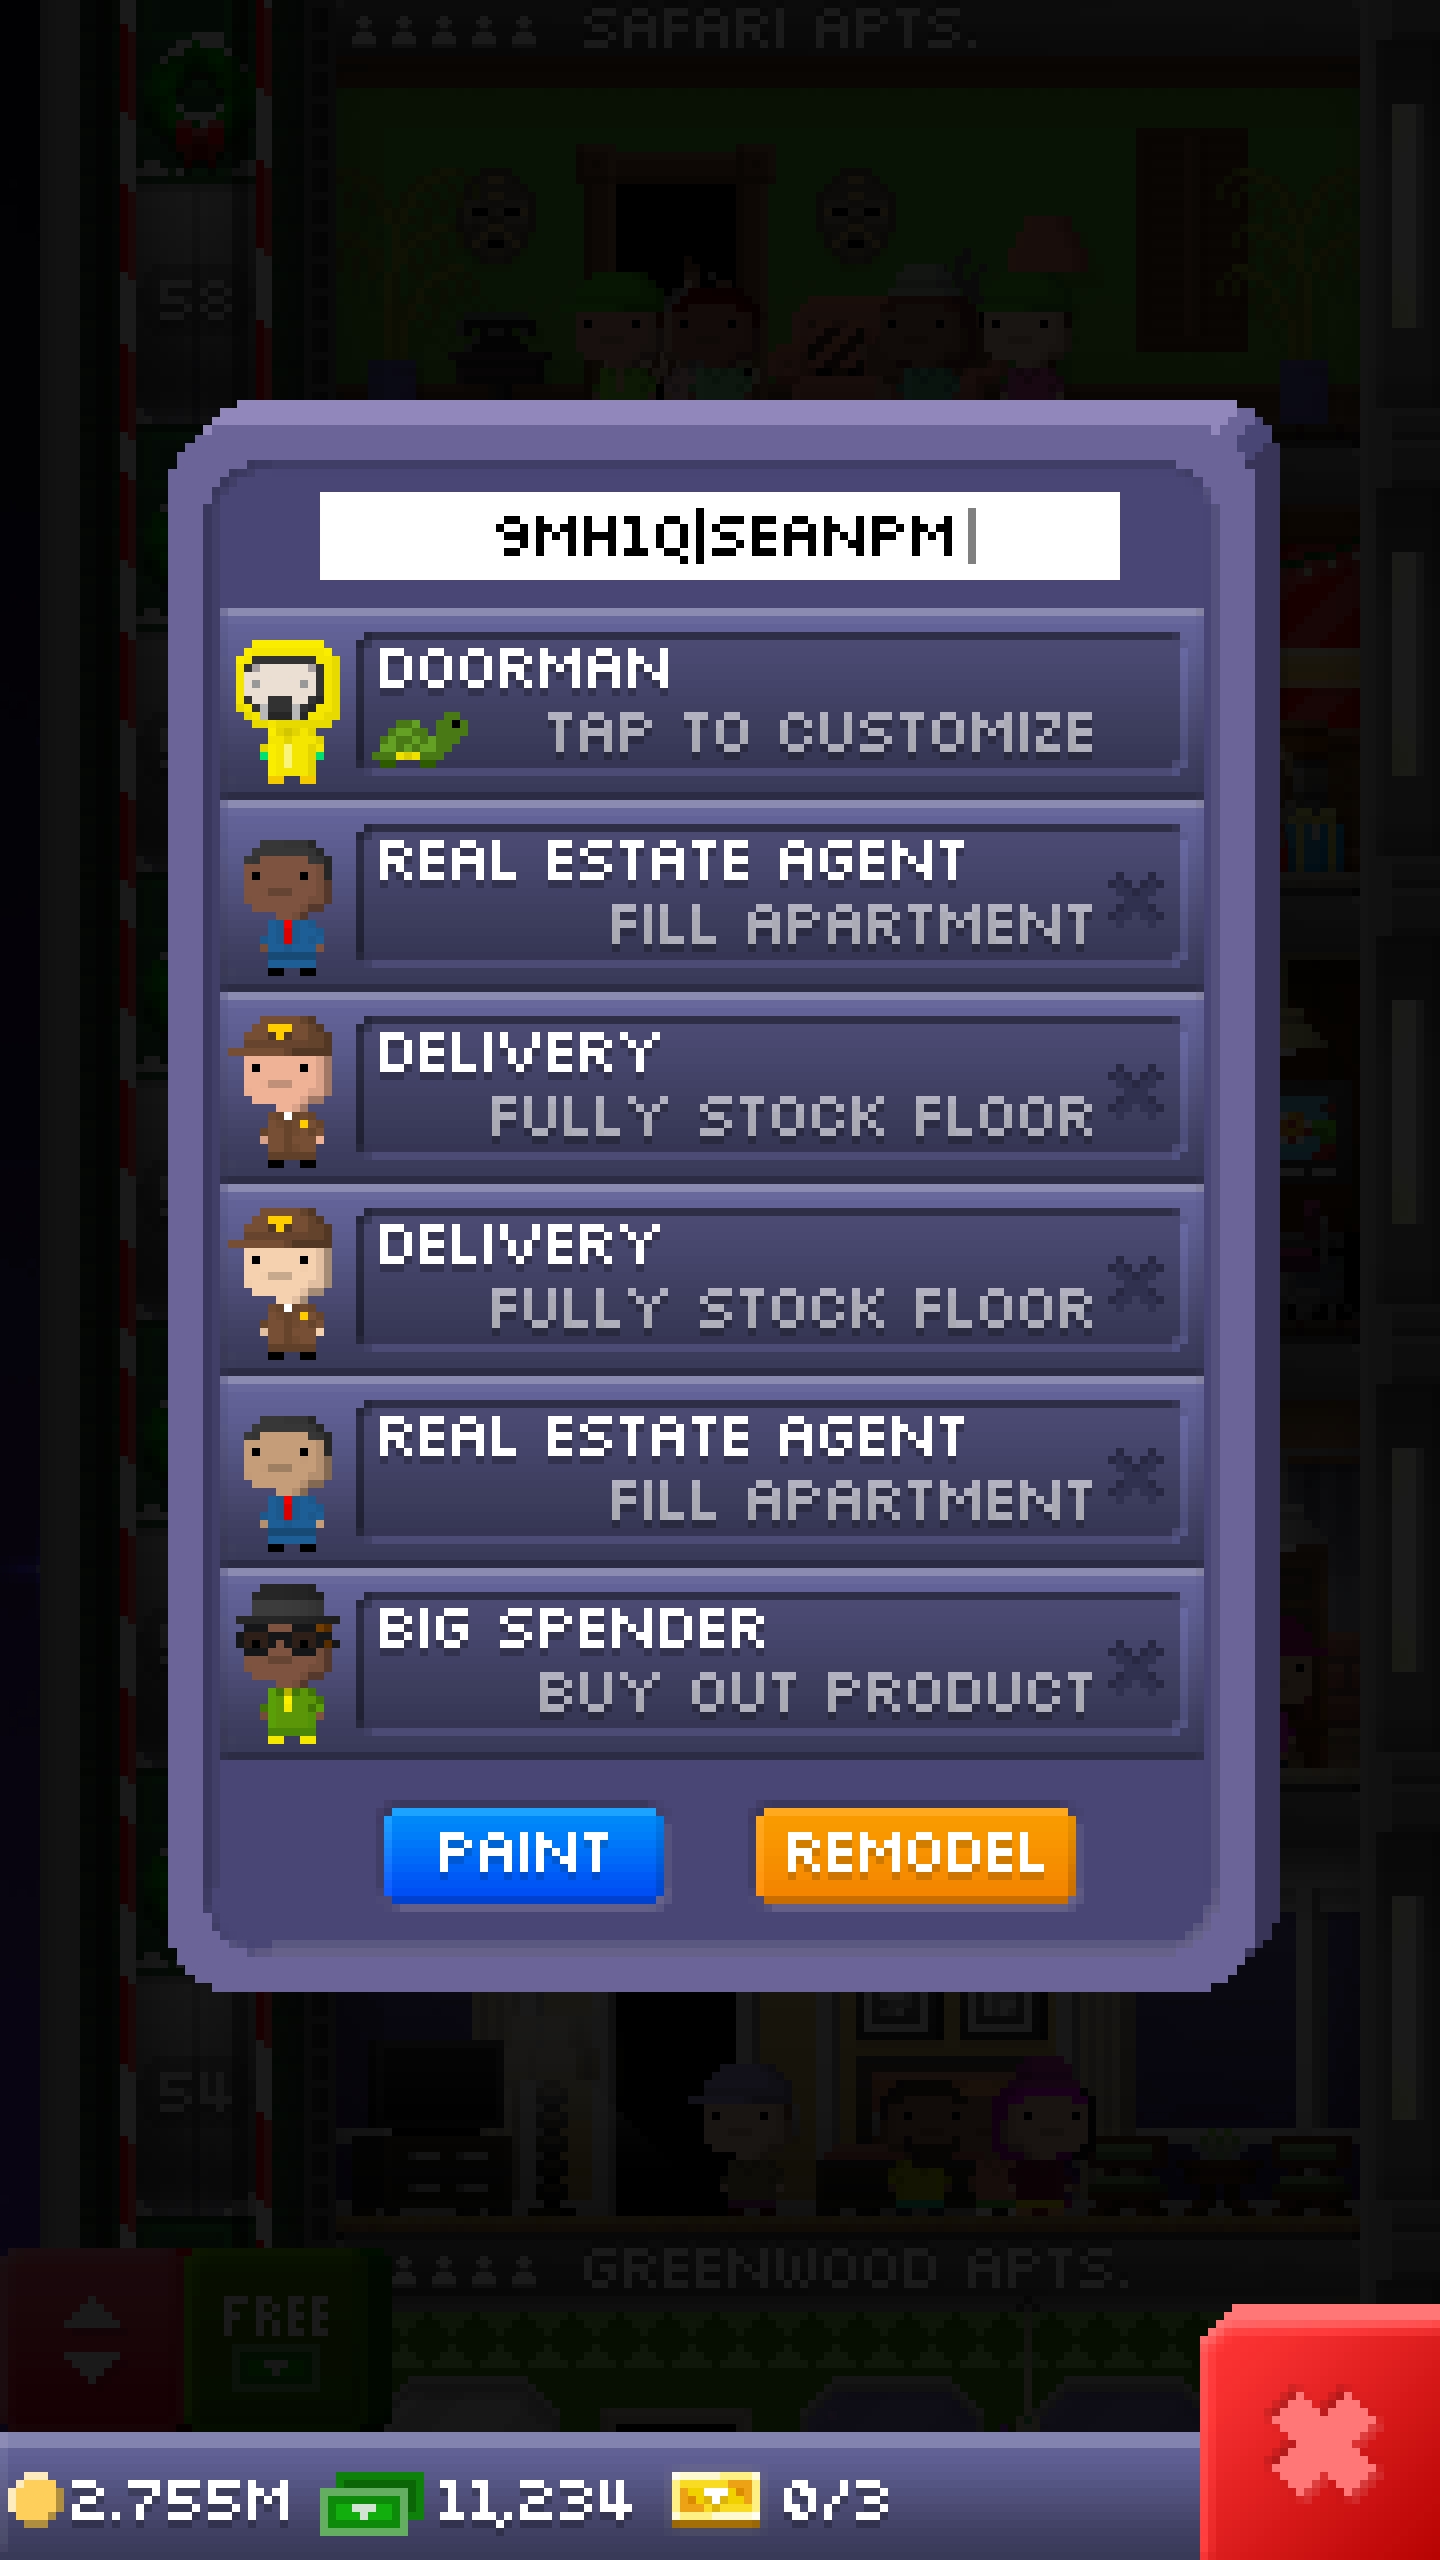 SAFARI APTS.
58
9MH1Q|SEANPM
DOORMAN
TAP TO CUSTOMIZE
REAL ESTATE AGENT
FILL APARTMENT
DELIVERY
FULLY STOCK FLOOR
DELIVERY
FULLY STOCK FLOOR
REAL ESTATE AGENT
FILL APARTMENT
BIG SPENDER
BUY OUT PRODUCT
PAINT REMODEL
54
GREENWOOD APTS.
FREE
2.755M 11,234 0/3